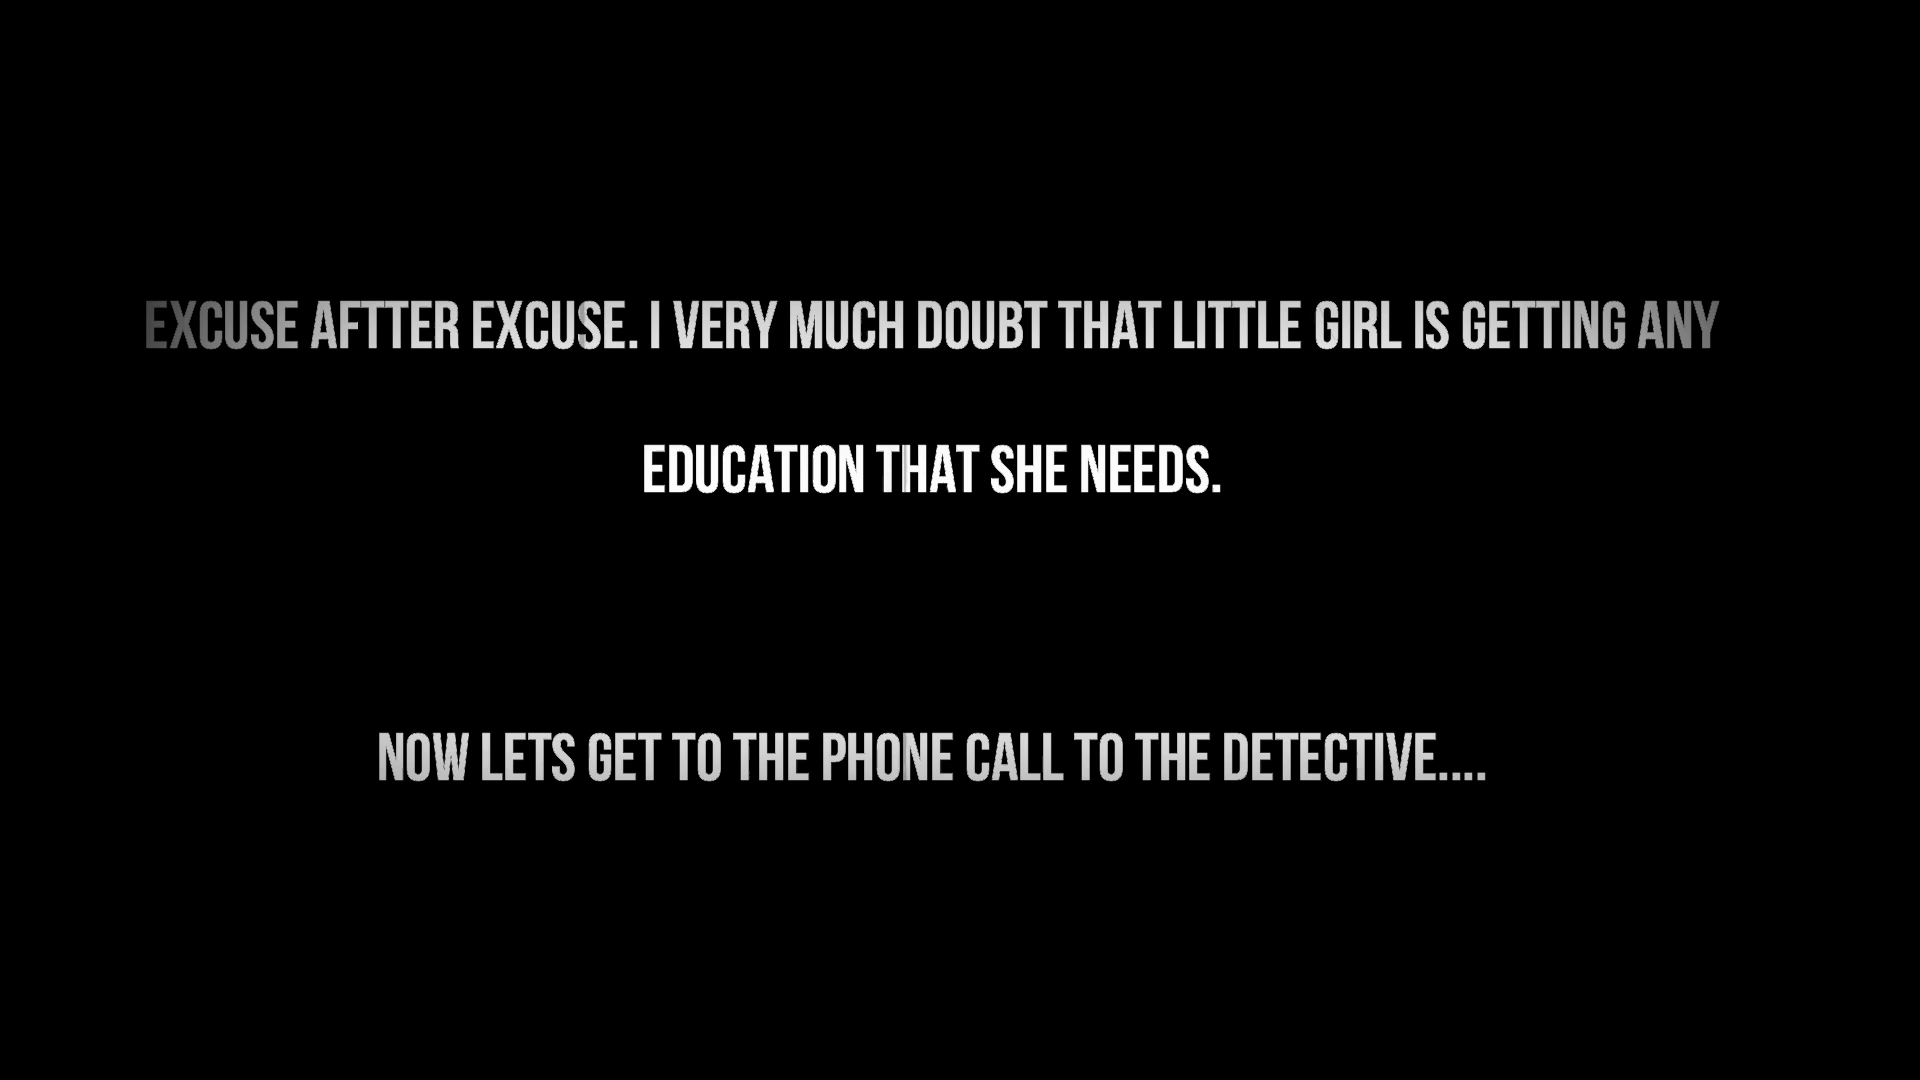 EXCUSE AFTTER EXCUSE. I VERY MUCH DOUBT THAT LITTLE GIRL IS GETTING ANY
EDUCATION THAT SHE NEEDS.
NOW LETS GET TO THE PHONE CALL TO THE DETECTIVE....